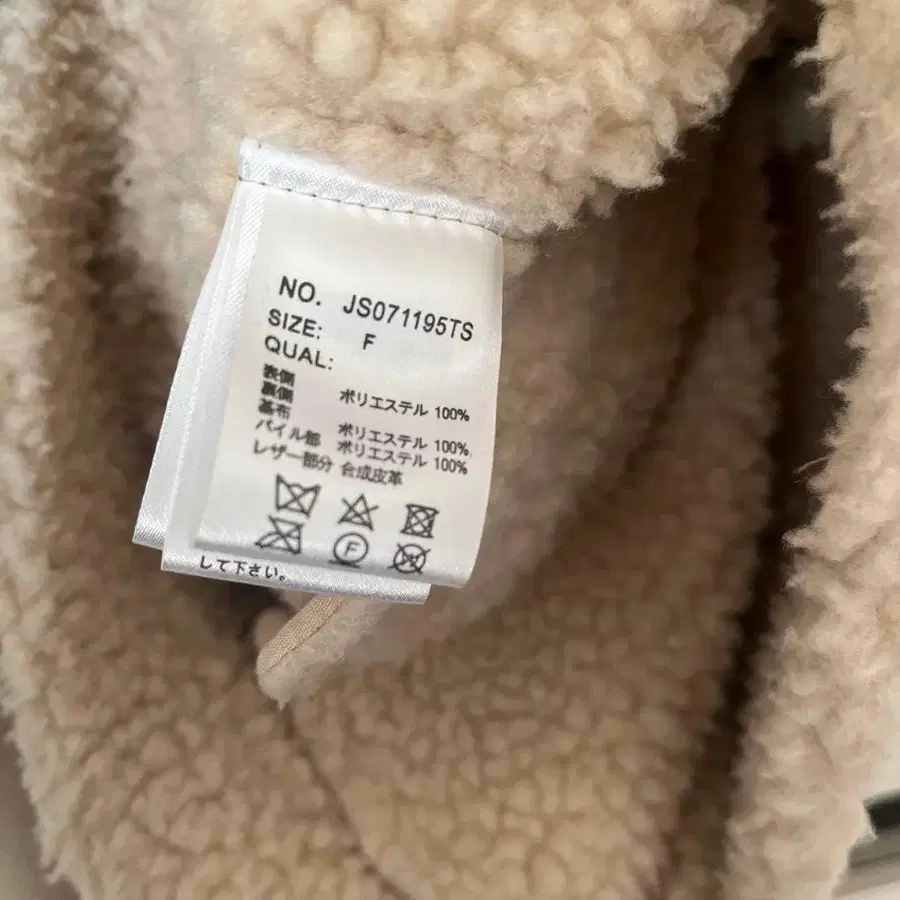 NO. JS071195TS
SIZE: F
QUAL:
表側 ポリエステル 100%
裏側
基布 ポリエステル 100%
パイル部 ポリエステル 100%
レザー部分 合成皮革
F
して下さい。